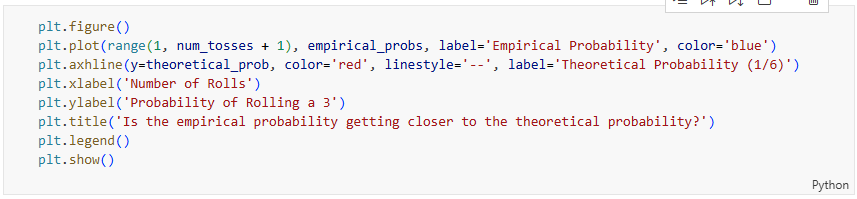 plt.figure()
plt.plot(range(1, num_tosses + 1), empirical_probs, label='Empirical Probability', color='blue')
plt.axhline(y=theoretical_prob, color='red', linestyle='--', label='Theoretical Probability (1/6)')
plt.xlabel('Number of Rolls')
plt.ylabel('Probability of Rolling a 3')
plt.title('Is the empirical probability getting closer to the theoretical probability?')
plt.legend()
plt.show()
Python